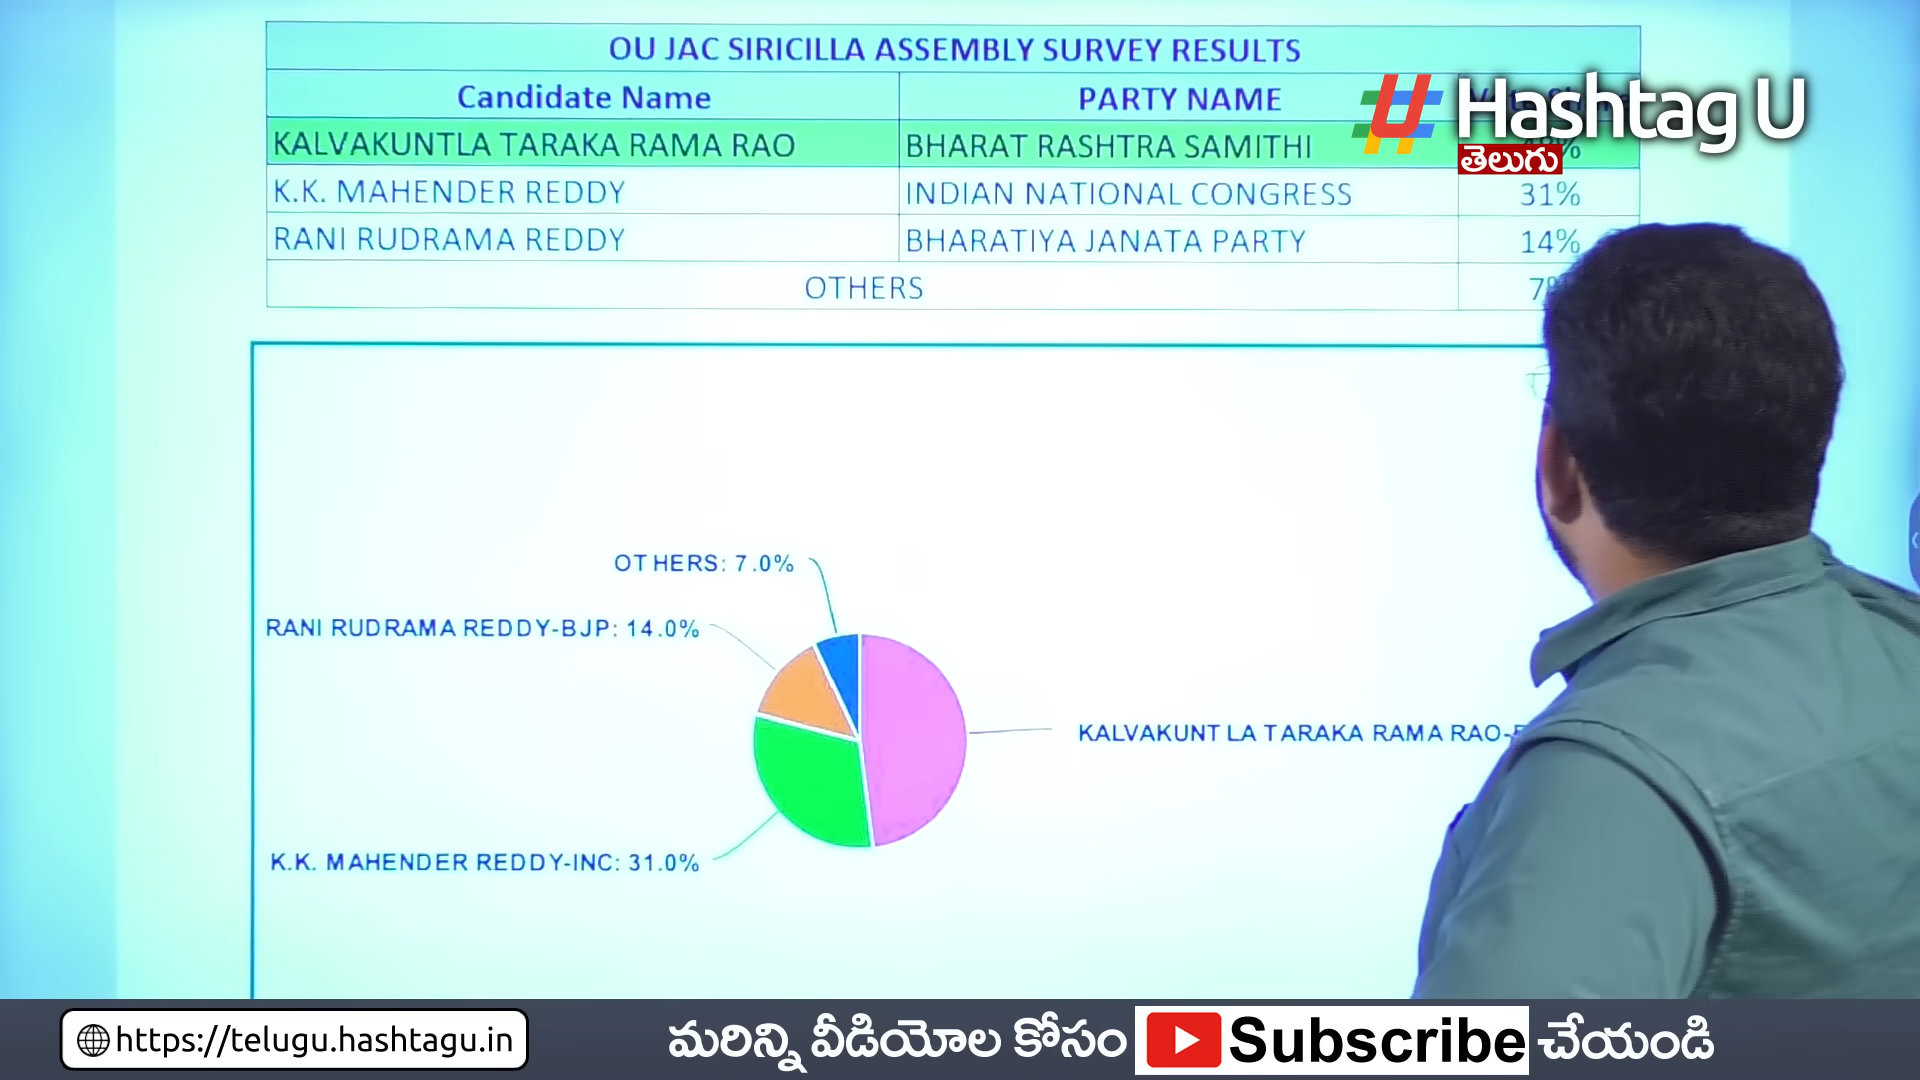 OU JAC SIRICILLA ASSEMBLY SURVEY RESULTS
Candidate Name PARTY NAME
Hashtag U
తెలుగు
KALVAKUNTLA TARAKA RAMA RAO BHARAT RASHTRA SAMITHI
K.K. MAHENDER REDDY INDIAN NATIONAL CONGRESS 31%
RANI RUDRAMA REDDY BHARATIYA JANATA PARTY 14%
OTHERS
OTHERS: 7.0%
RANI RUDRAMA REDDY-BJP: 14.0%
KALVAKUNTLA TARAKA RAMA RAO-
K.K. MAHENDER REDDY-INC: 31.0%
https://telugu.hashtagu.in మరిన్ని వీడియోల కోసం Subscribe చేయండి